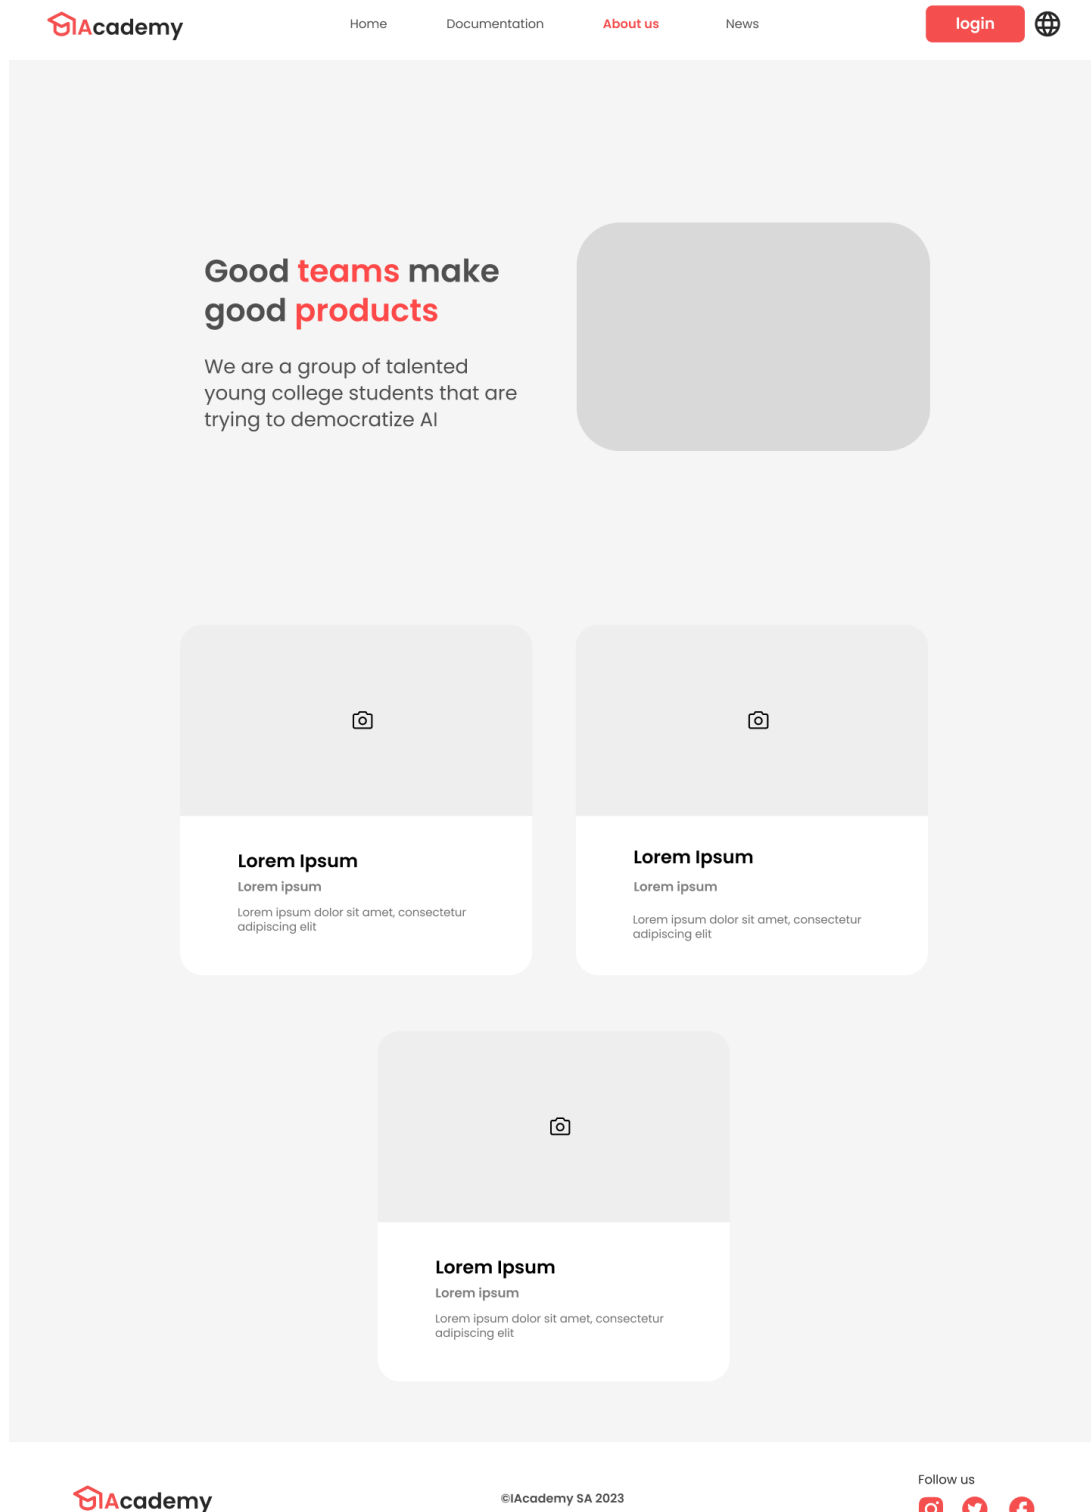 IAcademy
Home
Documentation
About us
News
login
Good teams make
good products
We are a group of talented
young college students that are
trying to democratize AI
Lorem Ipsum
Lorem ipsum
Lorem ipsum dolor sit amet, consectetur
adipiscing elit
Lorem Ipsum
Lorem ipsum
Lorem ipsum dolor sit amet, consectetur
adipiscing elit
Lorem Ipsum
Lorem ipsum
Lorem ipsum dolor sit amet, consectetur
adipiscing elit
IAcademy
©IAcademy SA 2023
Follow us